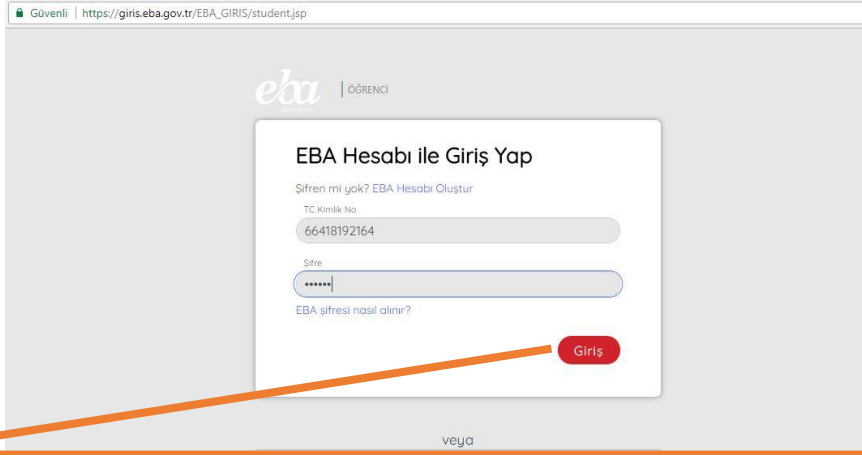 Güvenli | https://giris.eba.gov.tr/EBA_GIRIS/student.jsp
eba | ÖĞRENCİ
EBA Hesabı ile Giriş Yap
Şifren mi yok? EBA Hesabı Oluştur
TC Kimlik No
66418192164
Şifre
••••••
EBA şifresi nasıl alınır?
Giriş
veya